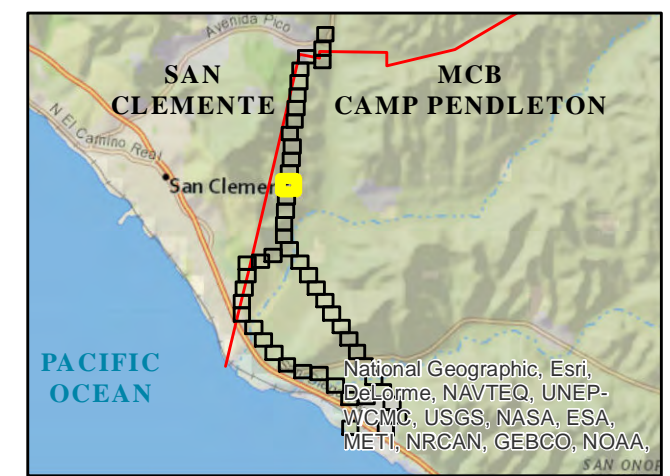 Avenida Pico
SAN
CLEMENTE
MCB
CAMP PENDLETON
N El Camino Real
San Clemen
PACIFIC
OCEAN
National Geographic, Esri,
DeLorme, NAVTEQ, UNEP-
WCMC, USGS, NASA, ESA,
METI, NRCAN, GEBCO, NOAA,
SAN ONOF